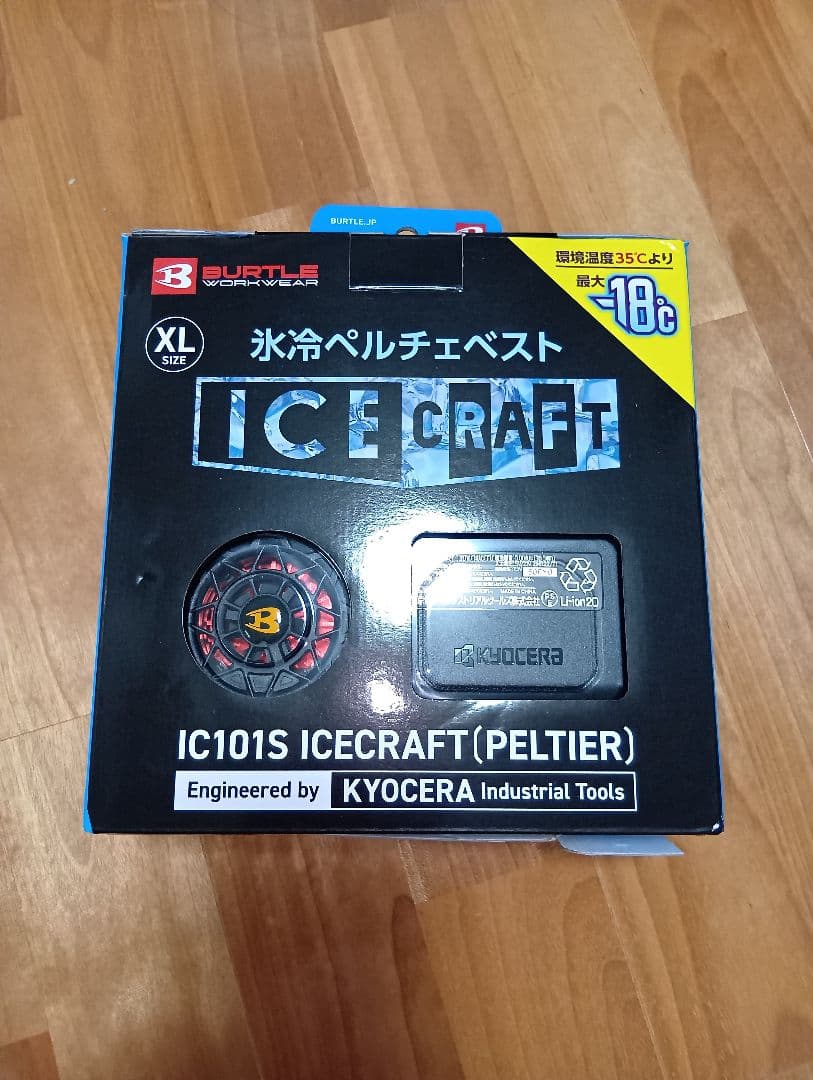 BURTLE.JP
BURTLE
WORKWEAR
環境温度35℃より
最大
-18℃
XL
SIZE
氷冷ペルチェベスト
ICE CRAFT
B
Li-ion20
KYOCERA
IC101S ICECRAFT(PELTIER)
Engineered by KYOCERA Industrial Tools